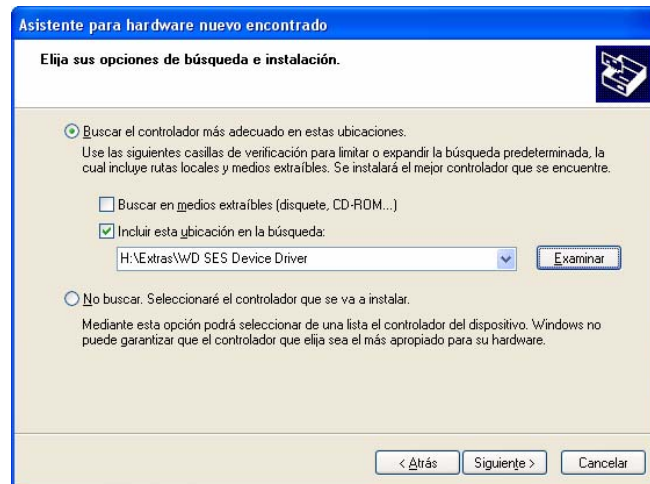 Asistente para hardware nuevo encontrado
Elija sus opciones de búsqueda e instalación.
Buscar el controlador más adecuado en estas ubicaciones.
Use las siguientes casillas de verificación para limitar o expandir la búsqueda predeterminada, la
cual incluye rutas locales y medios extraíbles. Se instalará el mejor controlador que se encuentre.
Buscar en medios extraíbles (disquete, CD-ROM...)
Incluir esta ubicación en la búsqueda:
H:\Extras\WD SES Device Driver
Examinar
No buscar. Seleccionaré el controlador que se va a instalar.
Mediante esta opción podrá seleccionar de una lista el controlador del dispositivo. Windows no
puede garantizar que el controlador que elija sea el más apropiado para su hardware.
< Atrás Siguiente > Cancelar